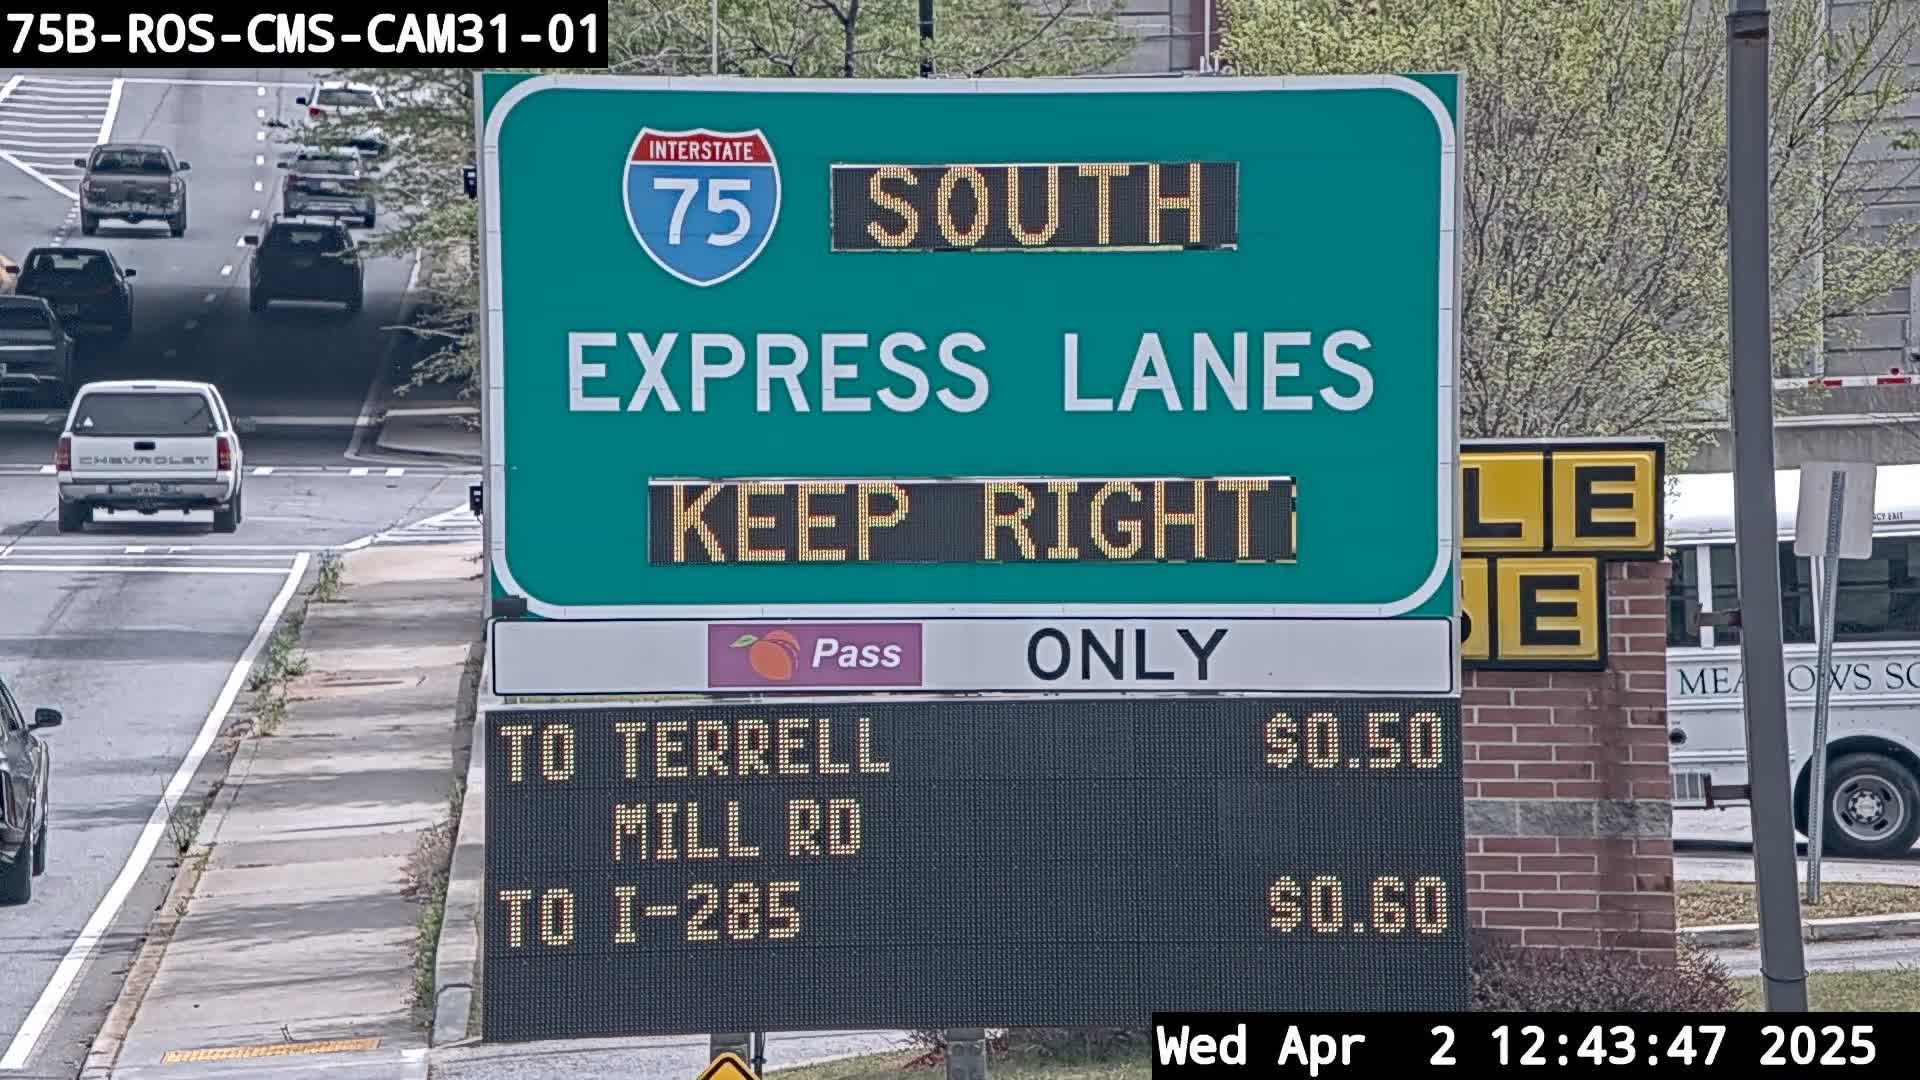 75B-ROS-CMS-CAM31-01
INTERSTATE
75
SOUTH
EXPRESS LANES
KEEP RIGHT
Pass ONLY
TO TERRELL $0.50
MILL RD
TO I-285 $0.60
LE
E
CHEVROLET
Wed Apr 2 12:43:47 2025